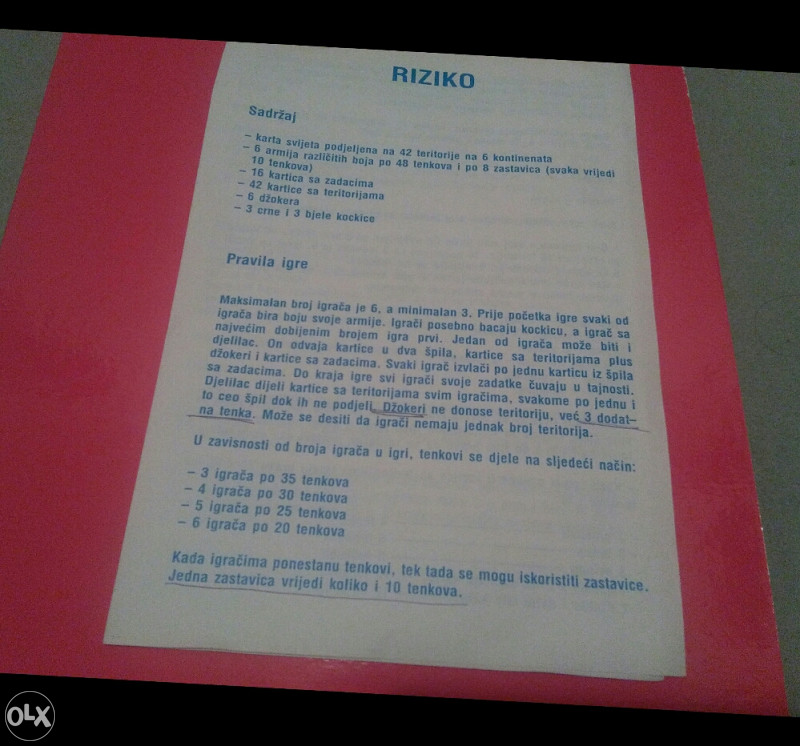 RIZIKO
Sadržaj
– karta svijeta podjeljena na 42 teritorije na 6 kontinenata
– 6 armija različitih boja po 48 tenkova i po 8 zastavica (svaka vrijedi
10 tenkova)
– 16 kartica sa zadacima
– 42 kartice sa teritorijama
– 6 džokera
– 3 crne i 3 bjele kockice
Pravila igre
Maksimalan broj igrača je 6, a minimalan 3. Prije početka igre svaki od
igrača bira boju svoje armije. Igrači posebno bacaju kockicu, a igrač sa
najvećim dobijenim brojem igra prvi. Jedan od igrača može biti i
djelilac. On odvaja kartice u dva špila, kartice sa teritorijama plus
džokeri i kartice sa zadacima. Svaki igrač izvlači po jednu karticu iz špila
sa zadacima. Do kraja igre svi igrači svoje zadatke čuvaju u tajnosti.
Djelilac dijeli kartice sa teritorijama svim igračima, svakome po jednu i
to ceo špil dok ih ne podjeli. Džokeri ne donose teritoriju, već 3 dodat–
na tenka. Može se desiti da igrači nemaju jednak broj teritorija.
U zavisnosti od broja igrača u igri, tenkovi se djele na sljedeći način:
– 3 igrača po 35 tenkova
– 4 igrača po 30 tenkova
– 5 igrača po 25 tenkova
– 6 igrača po 20 tenkova
Kada igračima ponestanu tenkovi, tek tada se mogu iskoristiti zastavice.
Jedna zastavica vrijedi koliko i 10 tenkova.
OLX